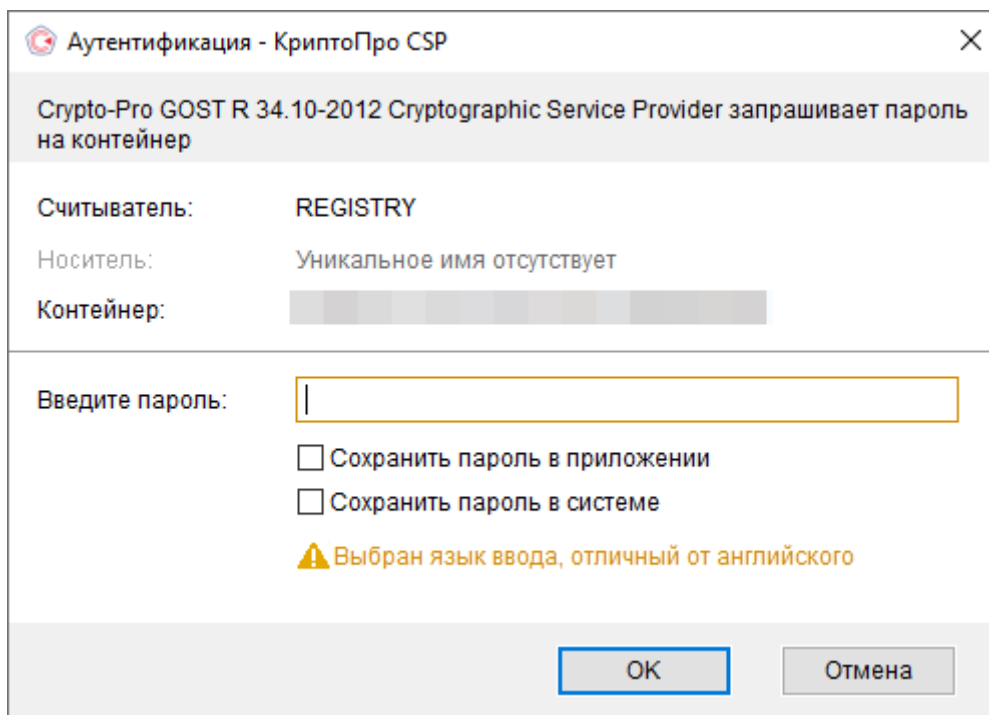 Аутентификация - КриптоПро CSP
Crypto-Pro GOST R 34.10-2012 Cryptographic Service Provider запрашивает пароль
на контейнер
Считыватель: REGISTRY
Носитель: Уникальное имя отсутствует
Контейнер:
Введите пароль:
Сохранить пароль в приложении
Сохранить пароль в системе
Выбран язык ввода, отличный от английского
OK Отмена